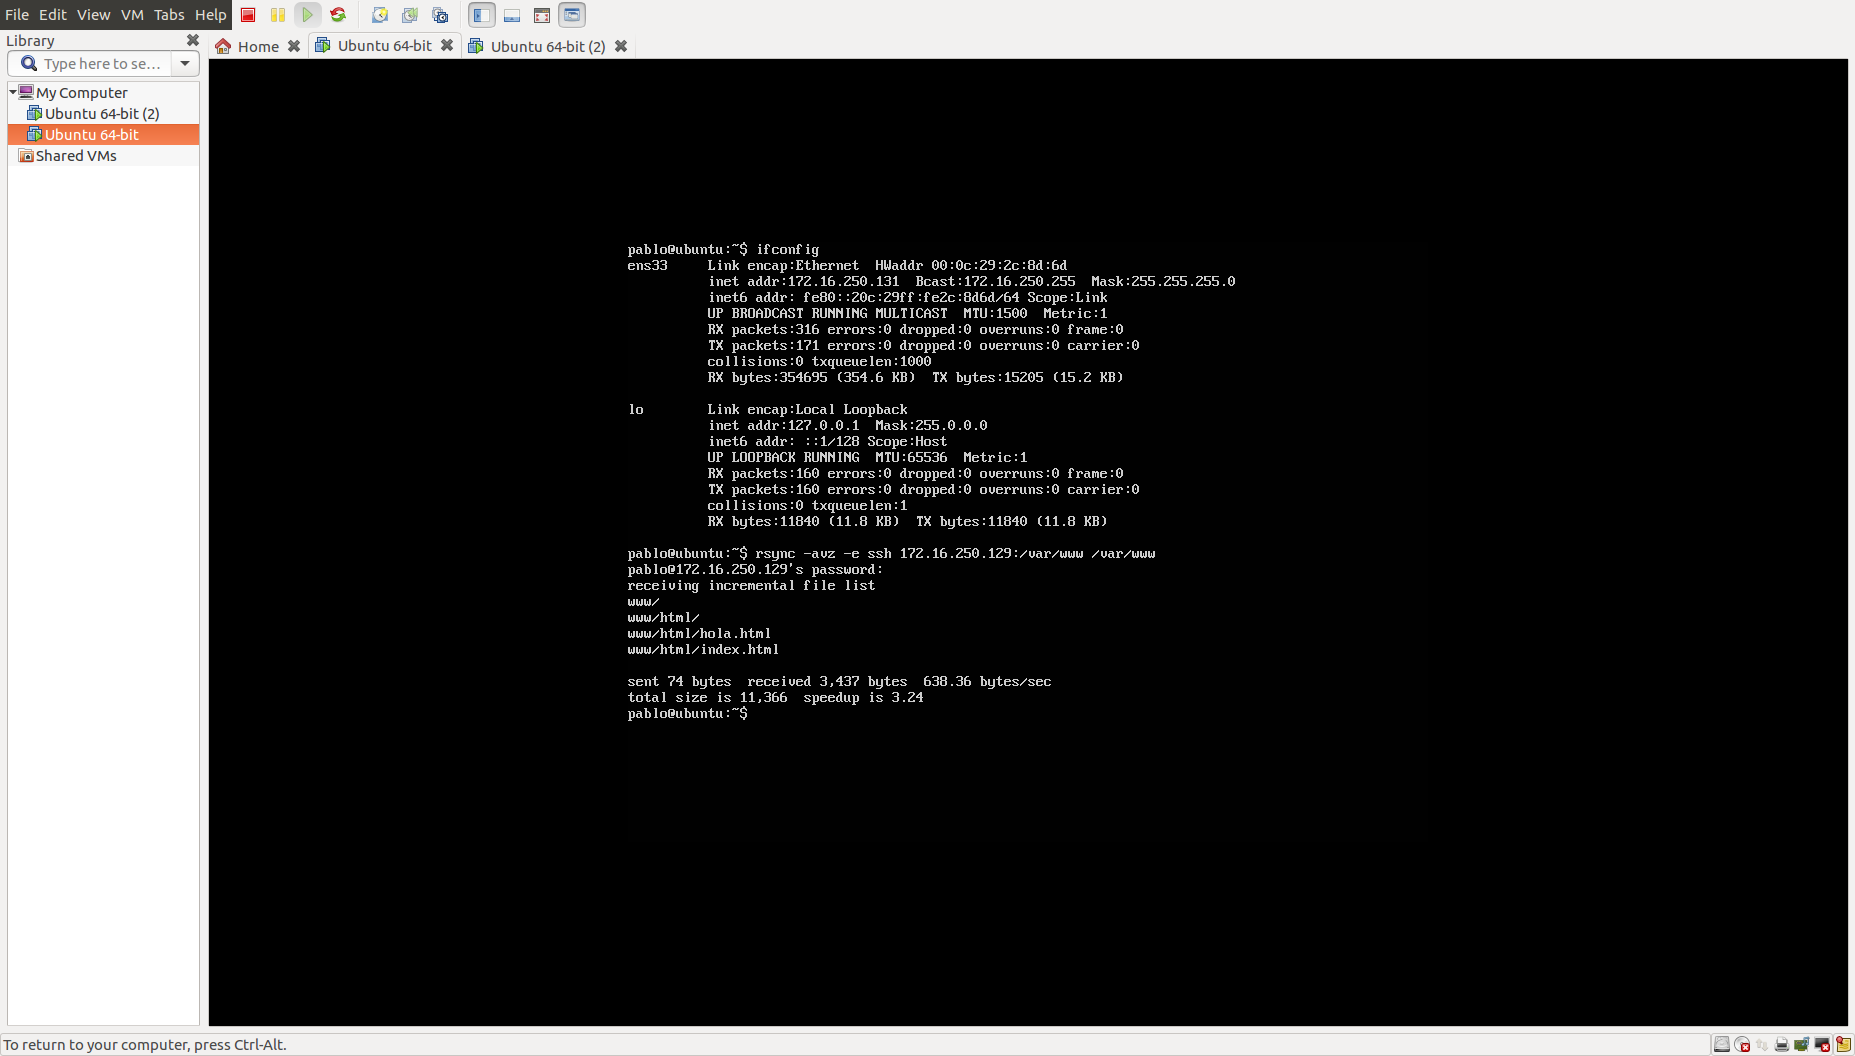 File Edit View VM Tabs Help
Library
Home
Ubuntu 64-bit
Ubuntu 64-bit (2)
Type here to se...
My Computer
Ubuntu 64-bit (2)
Ubuntu 64-bit
Shared VMs
pablo@ubuntu:~$ ifconfig
ens33     Link encap:Ethernet  HWaddr 00:0c:29:2c:8d:6d
          inet addr:172.16.250.131  Bcast:172.16.250.255  Mask:255.255.255.0
          inet6 addr: fe80::20c:29ff:fe2c:8d6d/64 Scope:Link
          UP BROADCAST RUNNING MULTICAST  MTU:1500  Metric:1
          RX packets:316 errors:0 dropped:0 overruns:0 frame:0
          TX packets:171 errors:0 dropped:0 overruns:0 carrier:0
          collisions:0 txqueuelen:1000
          RX bytes:354695 (354.6 KB)  TX bytes:15205 (15.2 KB)
lo        Link encap:Local Loopback
          inet addr:127.0.0.1  Mask:255.0.0.0
          inet6 addr: ::1/128 Scope:Host
          UP LOOPBACK RUNNING  MTU:65536  Metric:1
          RX packets:160 errors:0 dropped:0 overruns:0 frame:0
          TX packets:160 errors:0 dropped:0 overruns:0 carrier:0
          collisions:0 txqueuelen:1
          RX bytes:11840 (11.8 KB)  TX bytes:11840 (11.8 KB)
pablo@ubuntu:~$ rsync -avz -e ssh 172.16.250.129:/var/www /var/www
pablo@172.16.250.129's password:
receiving incremental file list
www/
www/html/
www/html/hola.html
www/html/index.html
sent 74 bytes  received 3,437 bytes  638.36 bytes/sec
total size is 11,366  speedup is 3.24
pablo@ubuntu:~$
To return to your computer, press Ctrl-Alt.